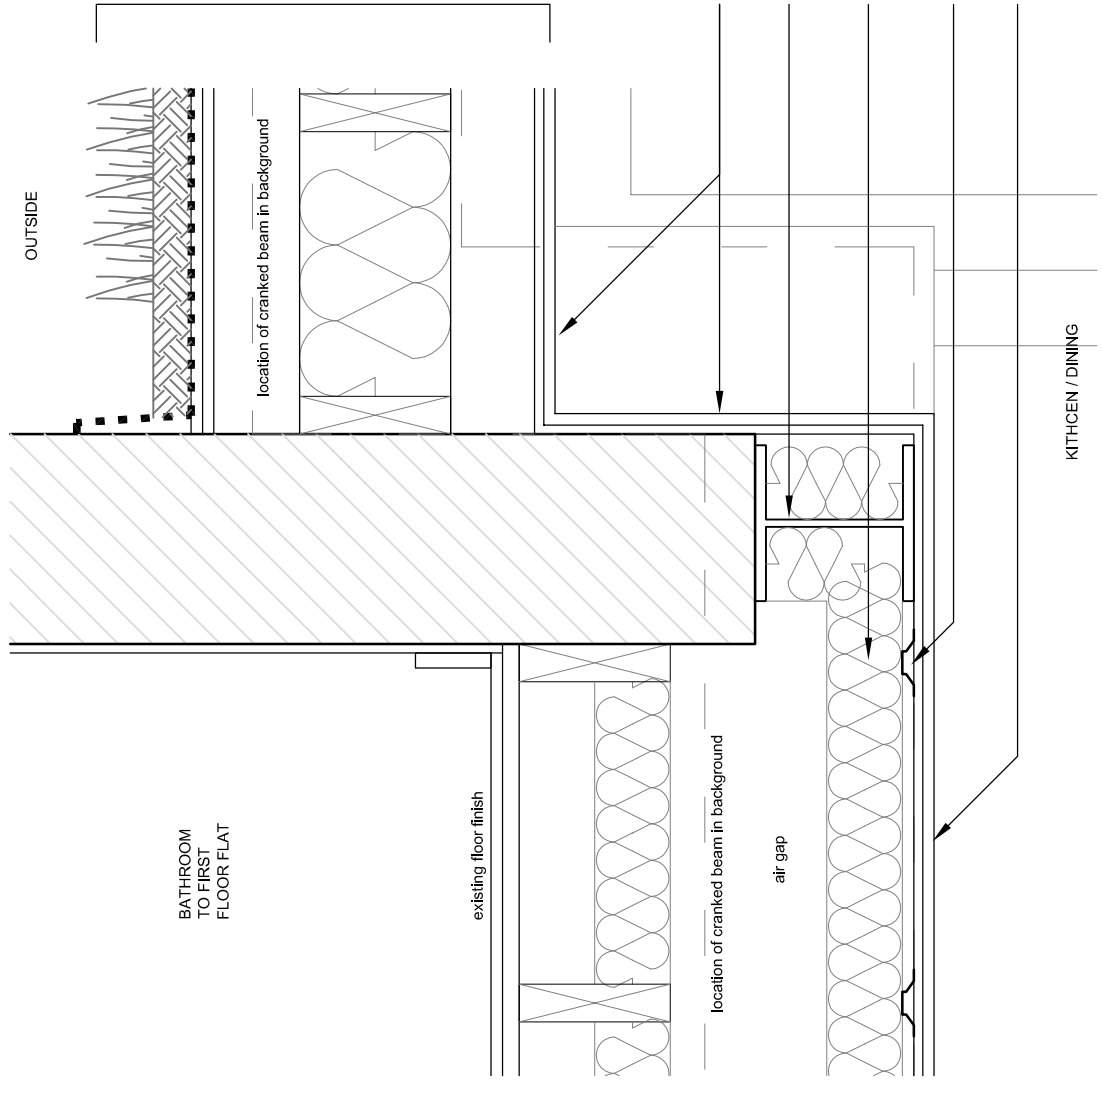 OUTSIDE
location of cranked beam in background
KITHCEN / DINING
BATHROOM
TO FIRST
FLOOR FLAT
existing floor finish
location of cranked beam in background
air gap